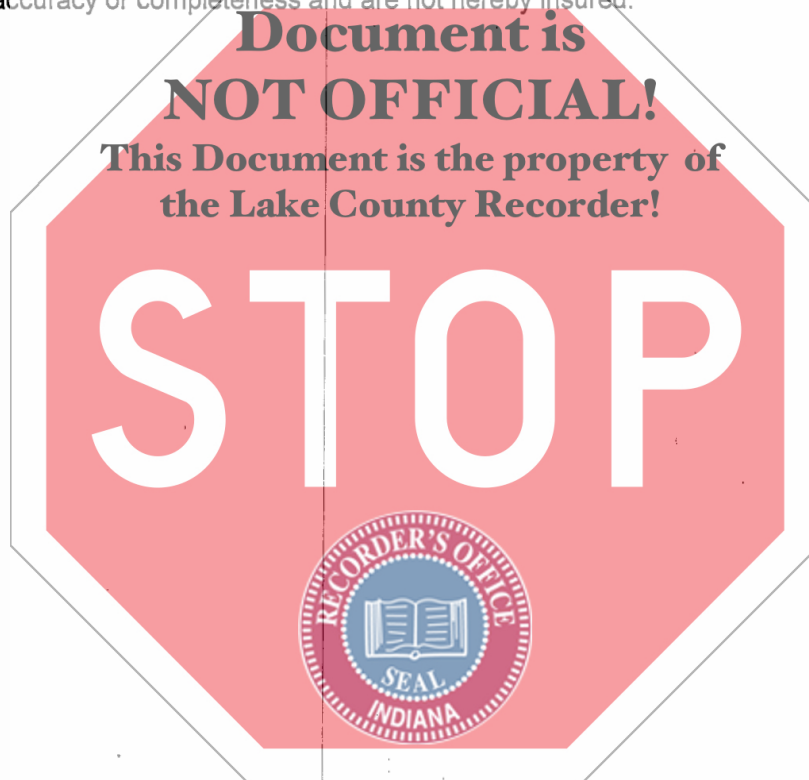 accuracy or completeness and are not hereby insured.
Document is
NOT OFFICIAL!
This Document is the property of
the Lake County Recorder!
STOP
RECORDER'S OFFICE
SEAL
INDIANA